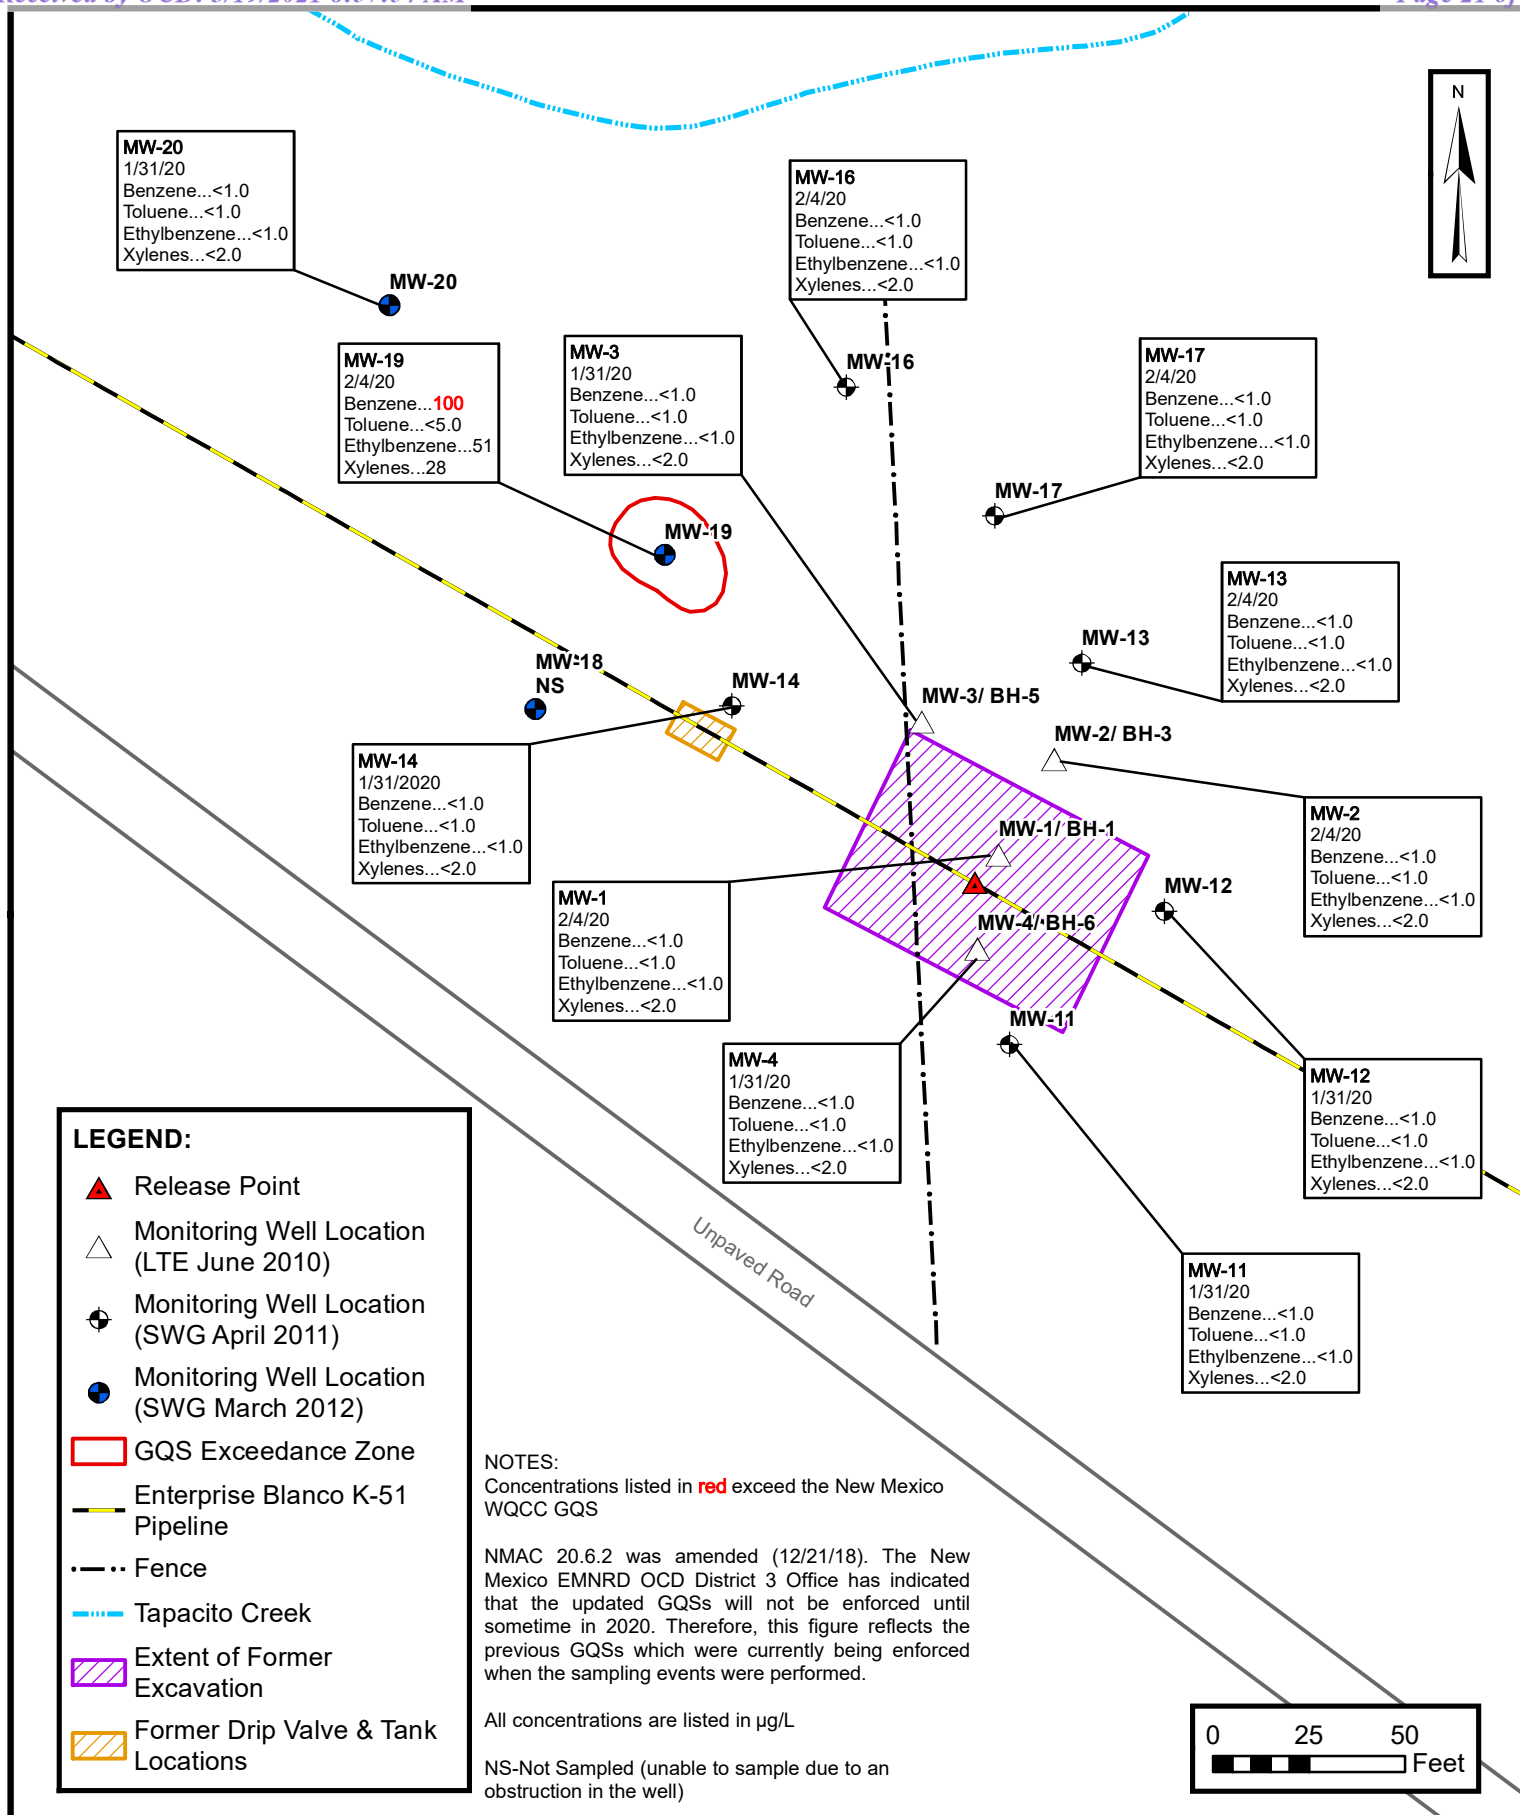 N
MW-20
1/31/20
Benzene...<1.0
Toluene...<1.0
Ethylbenzene...<1.0
Xylenes...<2.0
MW-16
2/4/20
Benzene...<1.0
Toluene...<1.0
Ethylbenzene...<1.0
Xylenes...<2.0
MW-20
MW-19
2/4/20
Benzene...100
Toluene...<5.0
Ethylbenzene...51
Xylenes...28
MW-3
1/31/20
Benzene...<1.0
Toluene...<1.0
Ethylbenzene...<1.0
Xylenes...<2.0
MW-16
MW-17
2/4/20
Benzene...<1.0
Toluene...<1.0
Ethylbenzene...<1.0
Xylenes...<2.0
MW-17
MW-19
MW-13
2/4/20
Benzene...<1.0
Toluene...<1.0
Ethylbenzene...<1.0
Xylenes...<2.0
MW-13
MW-18
NS
MW-14
MW-3/ BH-5
MW-2/ BH-3
MW-14
1/31/2020
Benzene...<1.0
Toluene...<1.0
Ethylbenzene...<1.0
Xylenes...<2.0
MW-2
2/4/20
Benzene...<1.0
Toluene...<1.0
Ethylbenzene...<1.0
Xylenes...<2.0
MW-1/ BH-1
MW-1
2/4/20
Benzene...<1.0
Toluene...<1.0
Ethylbenzene...<1.0
Xylenes...<2.0
MW-12
MW-4/ BH-6
MW-11
MW-4
1/31/20
Benzene...<1.0
Toluene...<1.0
Ethylbenzene...<1.0
Xylenes...<2.0
MW-12
1/31/20
Benzene...<1.0
Toluene...<1.0
Ethylbenzene...<1.0
Xylenes...<2.0
Unpaved Road
MW-11
1/31/20
Benzene...<1.0
Toluene...<1.0
Ethylbenzene...<1.0
Xylenes...<2.0
LEGEND:
Release Point
Monitoring Well Location
(LTE June 2010)
Monitoring Well Location
(SWG April 2011)
Monitoring Well Location
(SWG March 2012)
GQS Exceedance Zone
Enterprise Blanco K-51
Pipeline
Fence
Tapacito Creek
Extent of Former
Excavation
Former Drip Valve & Tank
Locations
NOTES:
Concentrations listed in red exceed the New Mexico
WQCC GQS
NMAC 20.6.2 was amended (12/21/18). The New
Mexico EMNRD OCD District 3 Office has indicated
that the updated GQSs will not be enforced until
sometime in 2020. Therefore, this figure reflects the
previous GQSs which were currently being enforced
when the sampling events were performed.
All concentrations are listed in µg/L
NS-Not Sampled (unable to sample due to an
obstruction in the well)
0 25 50
Feet